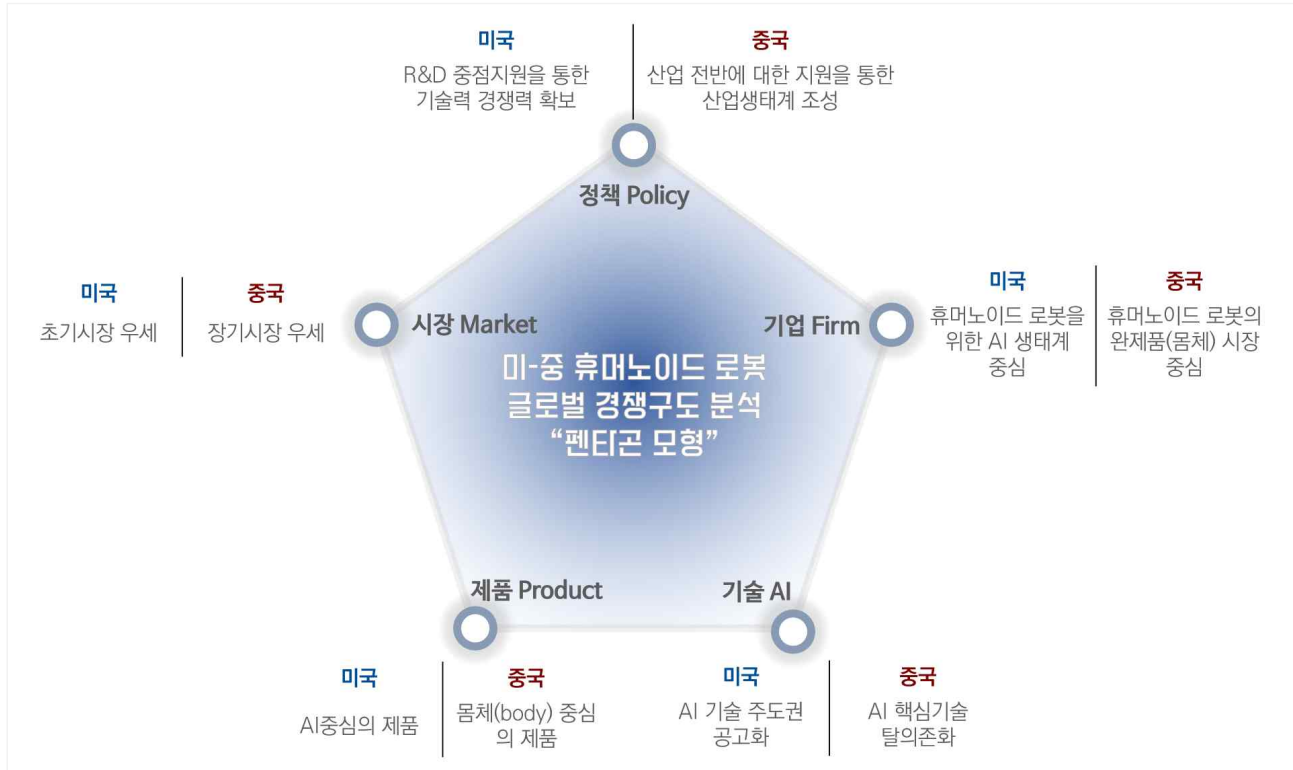 미국
R&D 중점지원을 통한
기술력 경쟁력 확보
중국
산업 전반에 대한 지원을 통한
산업생태계 조성
정책 Policy
미국
초기시장 우세
중국
장기시장 우세
시장 Market
기업 Firm
미국
휴머노이드 로봇을
위한 AI 생태계
중심
중국
휴머노이드 로봇의
완제품(몸체) 시장
중심
미-중 휴머노이드 로봇
글로벌 경쟁구도 분석
“펜타곤 모형”
제품 Product
기술 AI
미국
AI중심의 제품
중국
몸체(body) 중심
의 제품
미국
AI 기술 주도권
공고화
중국
AI 핵심기술
탈의존화